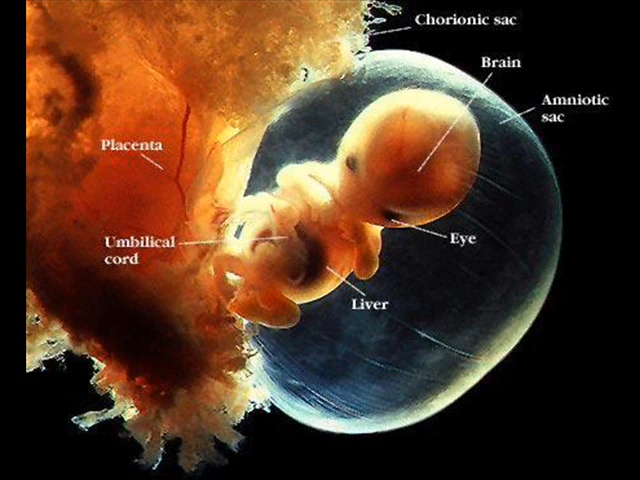 Chorionic sac
Brain
Amniotic
sac
Placenta
Umbilical
cord
Eye
Liver